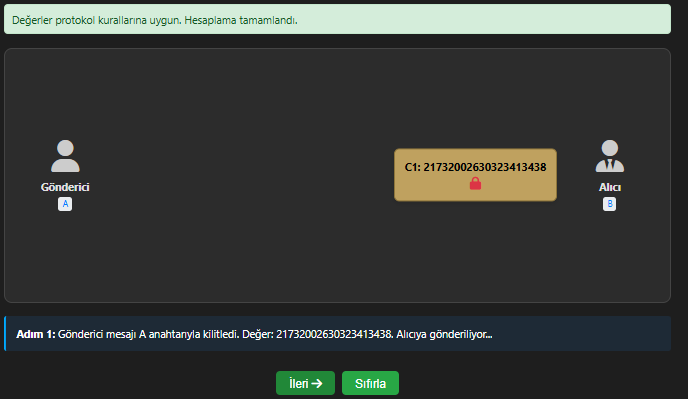 Değerler protokol kurallarına uygun. Hesaplama tamamlandı.
C1: 21732002630323413438
Gönderici
A
Alıcı
B
Adım 1: Gönderici mesajı A anahtarıyla kilitledi. Değer: 21732002630323413438. Alıcıya gönderiliyor...
İleri →
Sıfırla